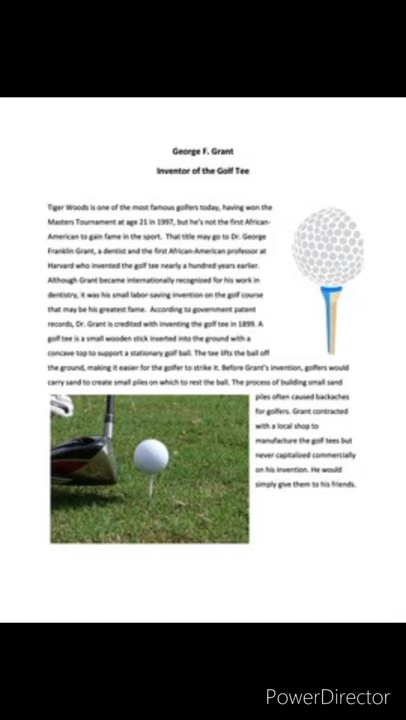 George F. Grant
Inventor of the Golf Tee
Tiger Woods is one of the most famous golfers today, having won the
Masters Tournament at age 21 in 1997, but he's not the first African-
American to gain fame in the sport. That title may go to Dr. George
Franklin Grant, a dentist and the first African-American professor at
Harvard who invented the golf tee nearly a hundred years earlier.
Although Grant became internationally recognized for his work in
dentistry, it was his small labor-saving invention on the golf course
that may be his greatest fame. According to government patent
records, Dr. Grant is credited with inventing the golf tee in 1899. A
golf tee is a small wooden stick inserted into the ground with a
concave top to support a stationary golf ball. The tee lifts the ball off
the ground, making it easier for the golfer to strike it. Before Grant's invention, golfers would
carry sand to create small piles on which to rest the ball. The process of building small sand
piles often caused backaches
for golfers. Grant contracted
with a local shop to
manufacture the golf tees but
never capitalized commercially
on his invention. He would
simply give them to his friends.
PowerDirector